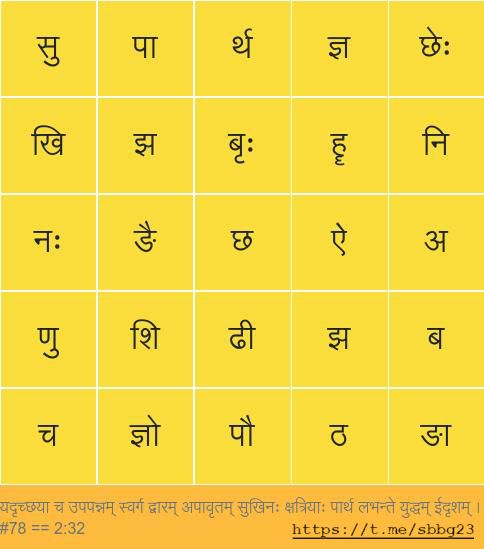 सु पा र्थ ज्ञ छेः
खि झ बृः हृ नि
नः ङै छ ऐ अ
णु शि ढी झ ब
च ज्ञो पौ ठ ङा
यदृच्छया च उपपन्नम् स्वर्ग द्वारम् अपावृतम् सुखिनः क्षत्रियाः पार्थ लभन्ते युद्धम् ईदृशम् ।
#78 == 2:32 https://t.me/sbbg23